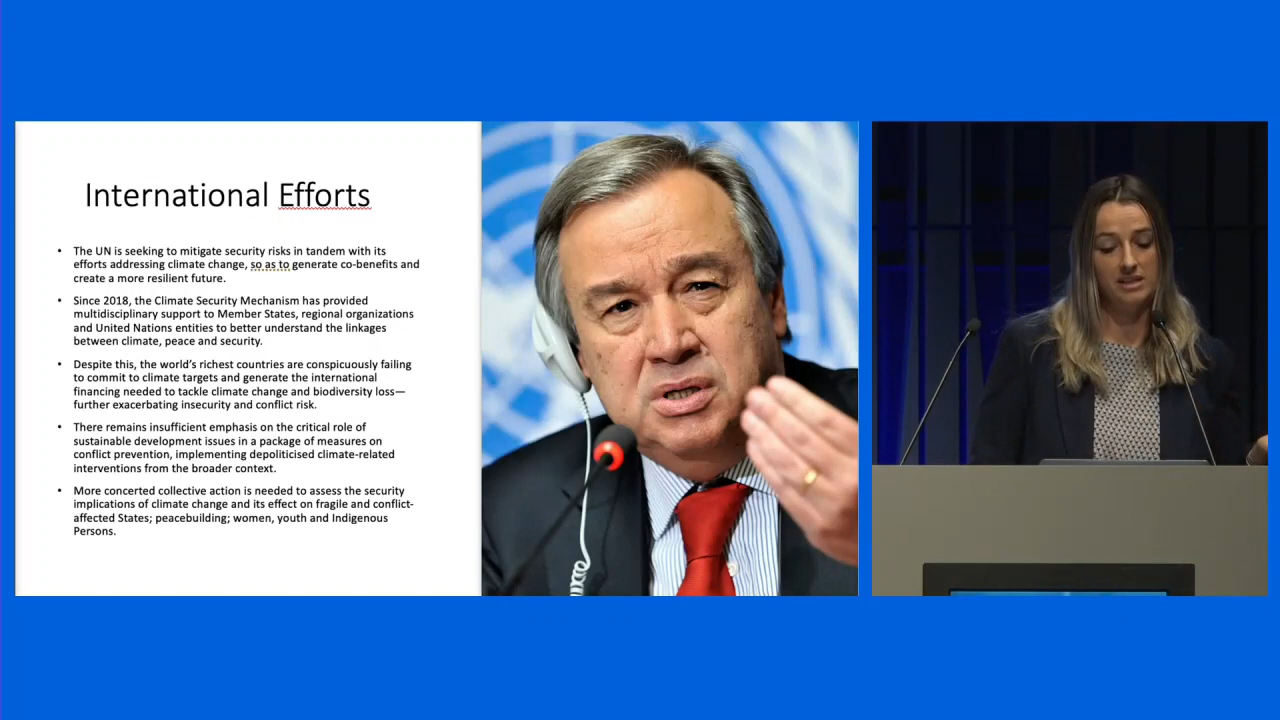 International Efforts
• The UN is seeking to mitigate security risks in tandem with its
efforts addressing climate change, so as to generate co-benefits and
create a more resilient future.
• Since 2018, the Climate Security Mechanism has provided
multidisciplinary support to Member States, regional organizations
and United Nations entities to better understand the linkages
between climate, peace and security.
• Despite this, the world’s richest countries are conspicuously failing
to commit to climate targets and generate the international
financing needed to tackle climate change and biodiversity loss—
further exacerbating insecurity and conflict risk.
• There remains insufficient emphasis on the critical role of
sustainable development issues in a package of measures on
conflict prevention, implementing depoliticised climate-related
interventions from the broader context.
• More concerted collective action is needed to assess the security
implications of climate change and its effect on fragile and conflict-
affected States; peacebuilding; women, youth and Indigenous
Persons.